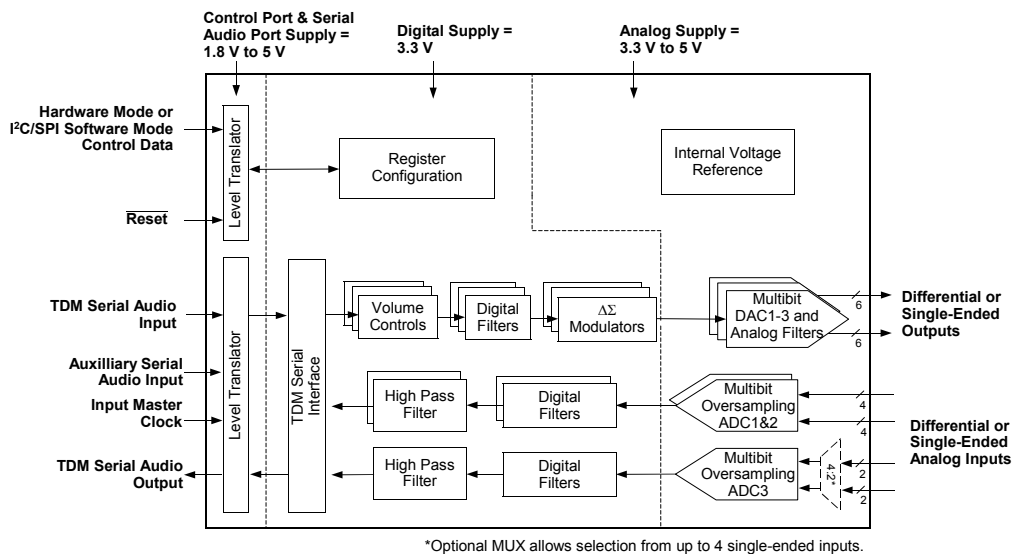 Control Port & Serial
Audio Port Supply =
1.8 V to 5 V
Digital Supply =
3.3 V
Analog Supply =
3.3 V to 5 V
Hardware Mode or
I²C/SPI Software Mode
Control Data
Reset
Level Translator
Register
Configuration
Internal Voltage
Reference
TDM Serial Audio
Input
Auxilliary Serial
Audio Input
Input Master
Clock
TDM Serial Audio
Output
Level Translator
TDM Serial
Interface
Volume
Controls
Digital
Filters
ΔΣ
Modulators
Multibit
DAC1-3 and
Analog Filters
6
6
Differential or
Single-Ended
Outputs
High Pass
Filter
Digital
Filters
Multibit
Oversampling
ADC1&2
4
4
Differential or
Single-Ended
Analog Inputs
High Pass
Filter
Digital
Filters
Multibit
Oversampling
ADC3
4:2*
2
2
*Optional MUX allows selection from up to 4 single-ended inputs.